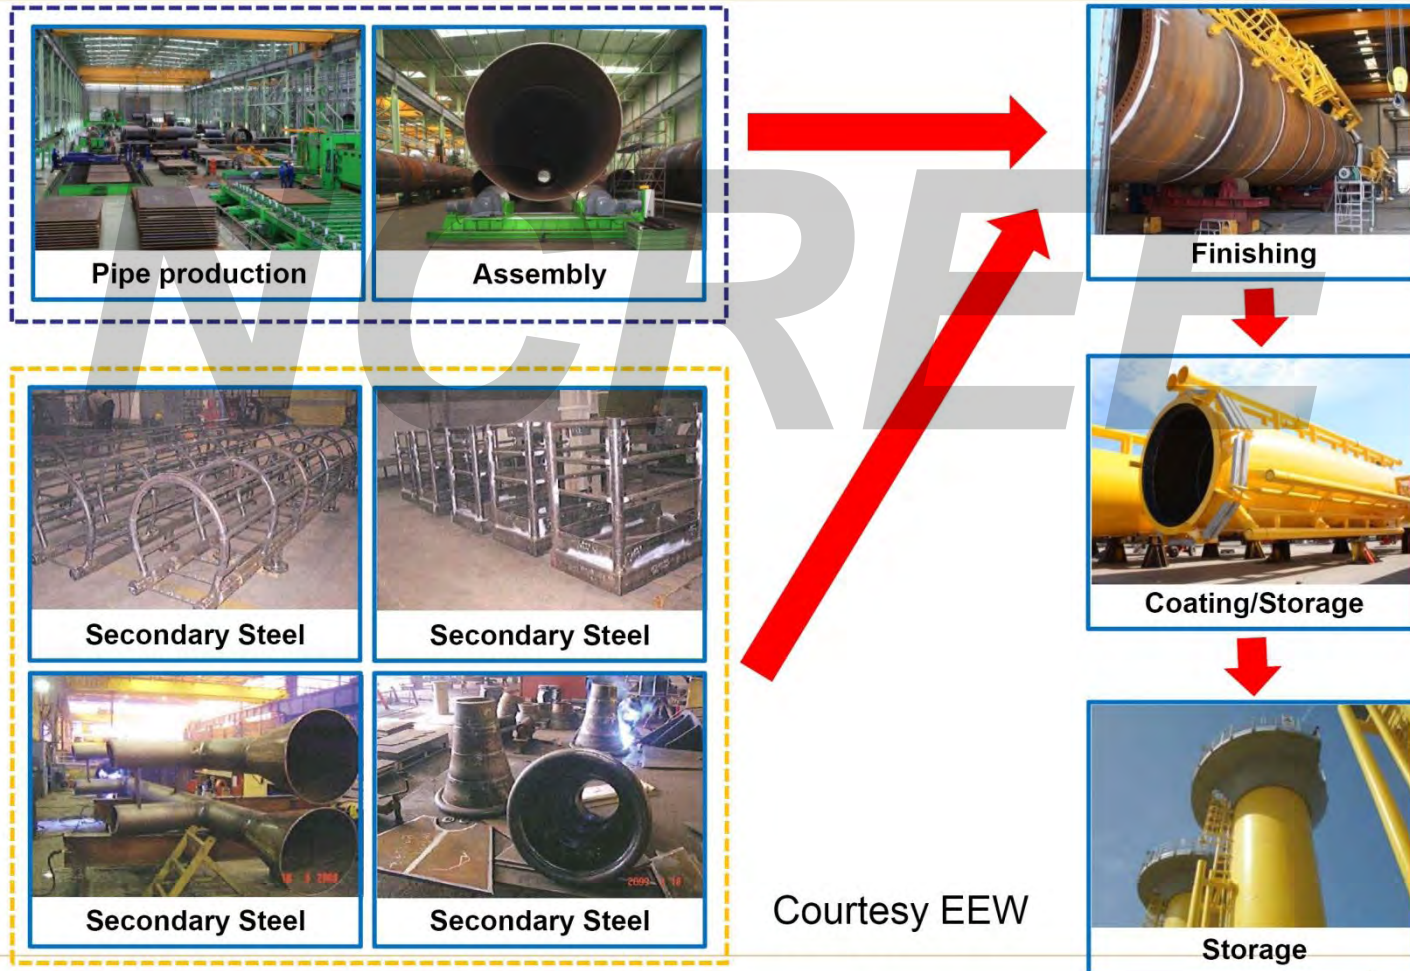 Pipe production
Assembly
Finishing
NCREE
Secondary Steel
Secondary Steel
Coating/Storage
Secondary Steel
Secondary Steel
Courtesy EEW
Storage